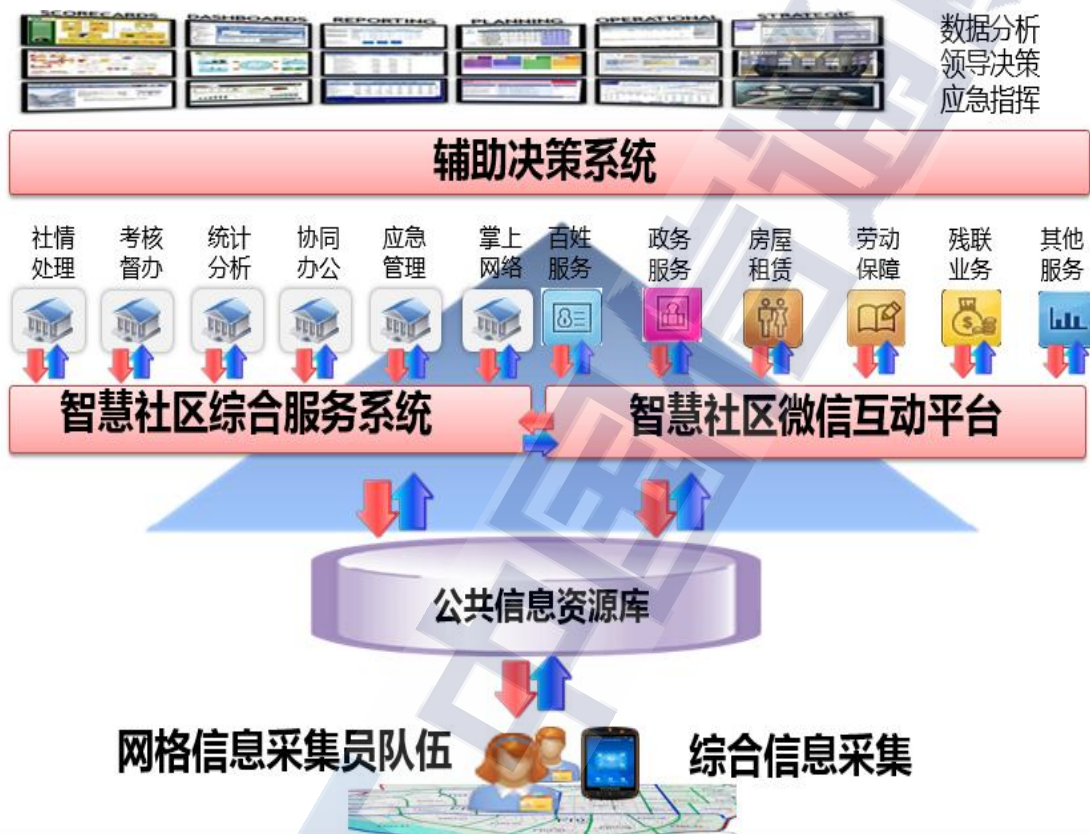 SCORECARDS DASHBOARDS REPORTING PLANNING OPERATIONAL STRATEGIC
数据分析
领导决策
应急指挥
辅助决策系统
社情 考核 统计 协同 应急 掌上 百姓 政务 房屋 劳动 残联 其他
处理 督办 分析 办公 管理 网络 服务 服务 租赁 保障 业务 服务
智慧社区综合服务系统 智慧社区微信互动平台
公共信息资源库
网格信息采集员队伍 综合信息采集